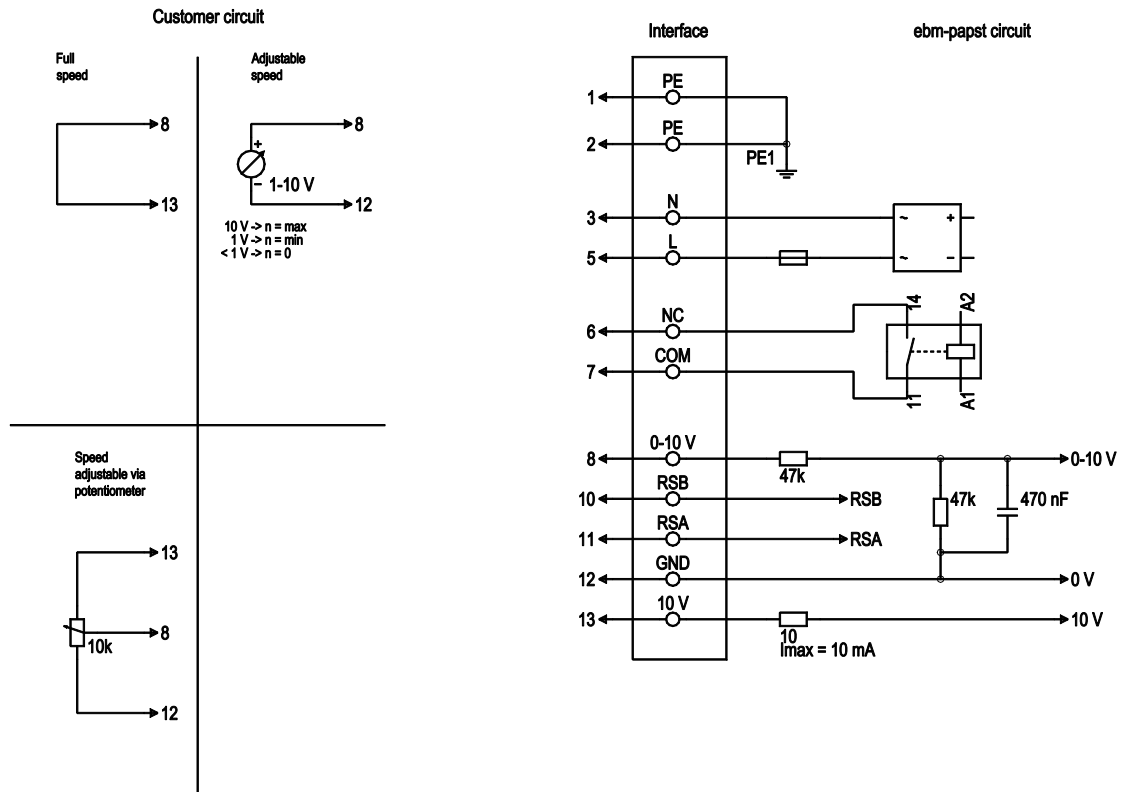 Customer circuit
Full
speed
8
13
Adjustable
speed
+
8
−
1-10 V
12
10 V -> n = max
1 V -> n = min
< 1 V -> n = 0
Speed
adjustable via
potentiometer
13
8
10k
12
Interface
ebm-papst circuit
1
PE
2
PE
PE1
3
N
~
+
5
L
~
−
6
NC
14
A2
7
COM
11
A1
8
0-10 V
47k
0-10 V
10
RSB
RSB
47k
470 nF
11
RSA
RSA
12
GND
0 V
13
10 V
10
Imax = 10 mA
10 V